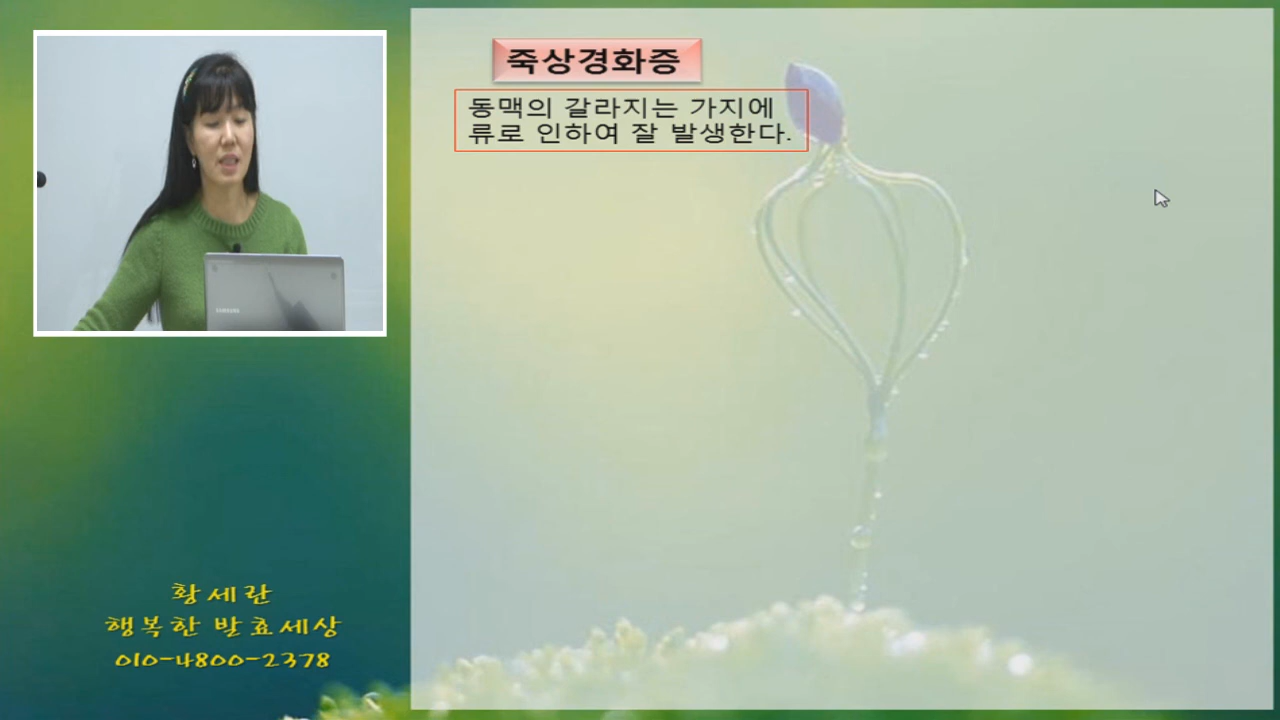 죽상경화증
동맥의 갈라지는 가지에
류로 인하여 잘 발생한다.
SAMSUNG
황세란
행복한 발효세상
010-4800-2378